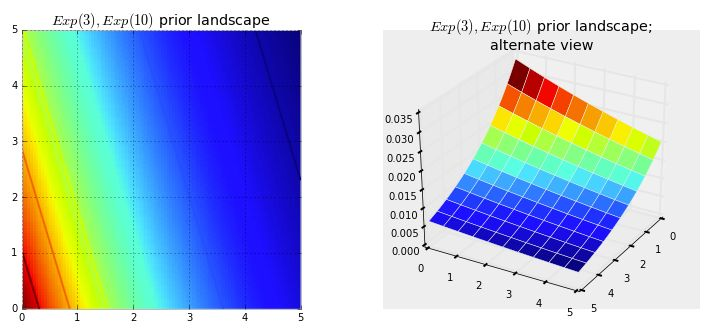 Exp(3), Exp(10) prior landscape
5
4
3
2
1
0
0 1 2 3 4 5
Exp(3), Exp(10) prior landscape;
alternate view
0.035
0.030
0.025
0.020
0.015
0.010
0.005
0.000
0 1 2 3 4 5
0 1 2 3 4 5